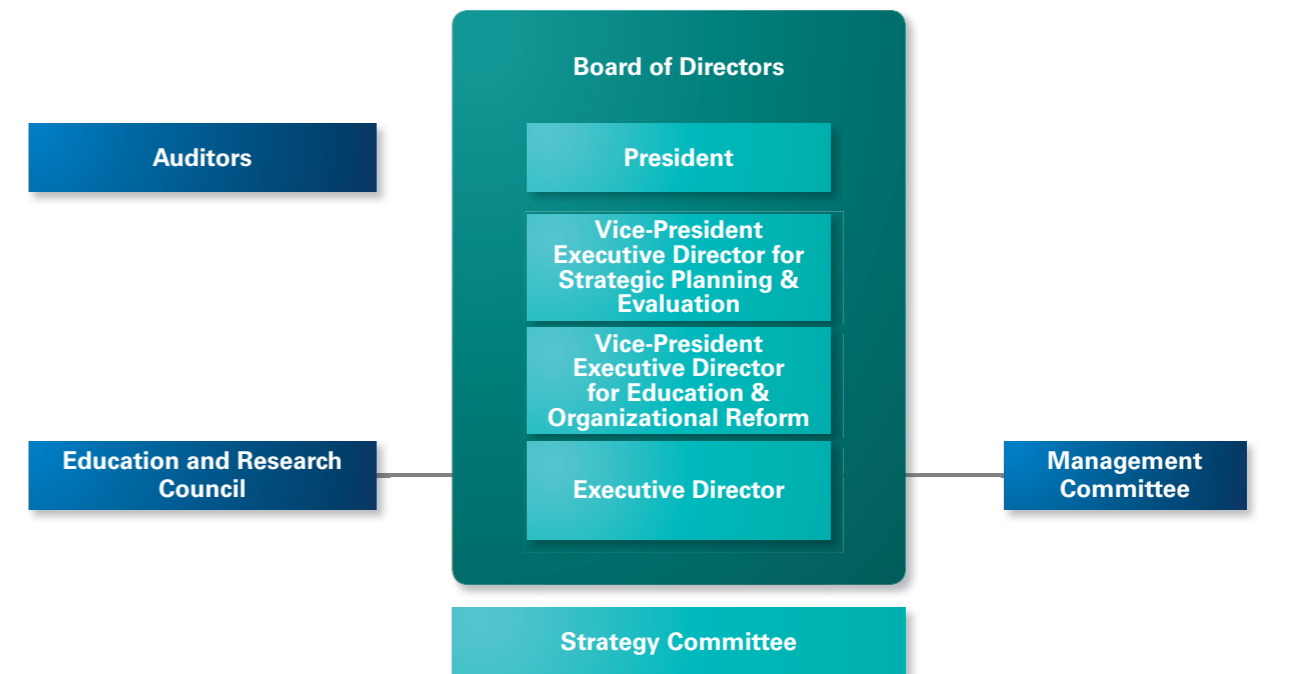 Board of Directors
Auditors
President
Vice-President
Executive Director for
Strategic Planning &
Evaluation
Vice-President
Executive Director
for Education &
Organizational Reform
Education and Research
Council
Executive Director
Management
Committee
Strategy Committee